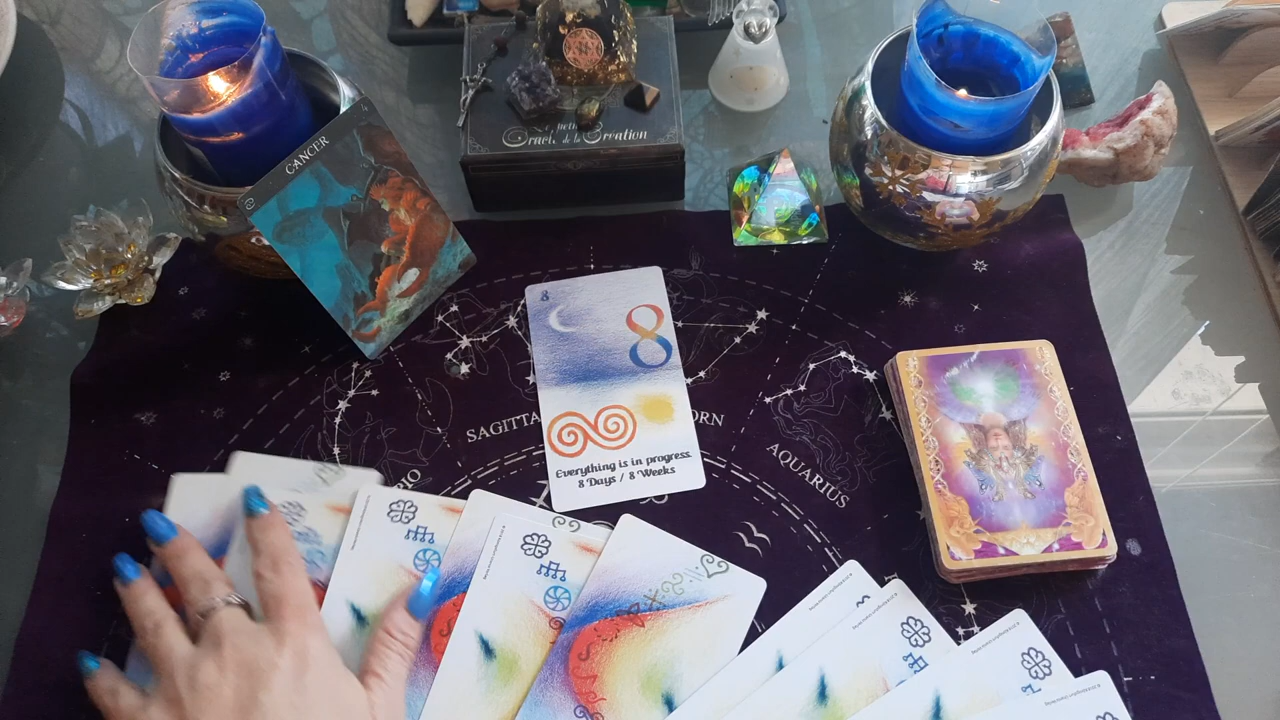 Oracle de la Création
CANCER
8
8
Everything is in progress.
8 Days / 8 Weeks
SAGITTA
ORN
AQUARIUS